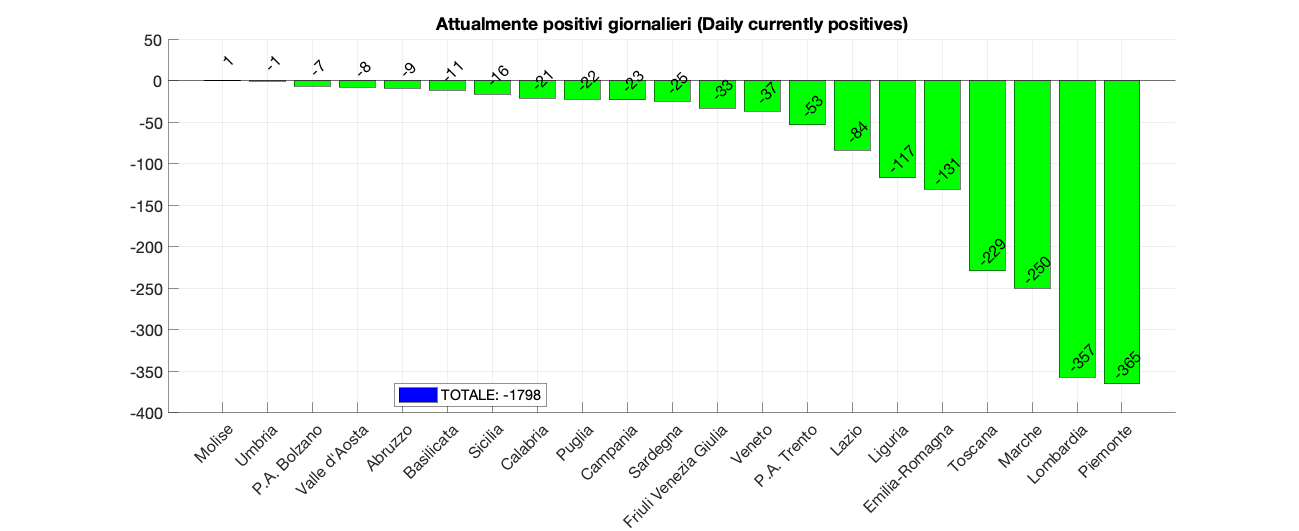 Attualmente positivi giornalieri (Daily currently positives)
50
0
-50
-100
-150
-200
-250
-300
-350
-400
1
-1
-7
-8
-9
-11
-16
-21
-22
-23
-25
-33
-37
-53
-84
-117
-131
-229
-250
-357
-365
TOTALE: -1798
Molise
Umbria
P.A. Bolzano
Valle d'Aosta
Abruzzo
Basilicata
Sicilia
Calabria
Puglia
Campania
Sardegna
Friuli Venezia Giulia
Veneto
P.A. Trento
Lazio
Liguria
Emilia-Romagna
Toscana
Marche
Lombardia
Piemonte